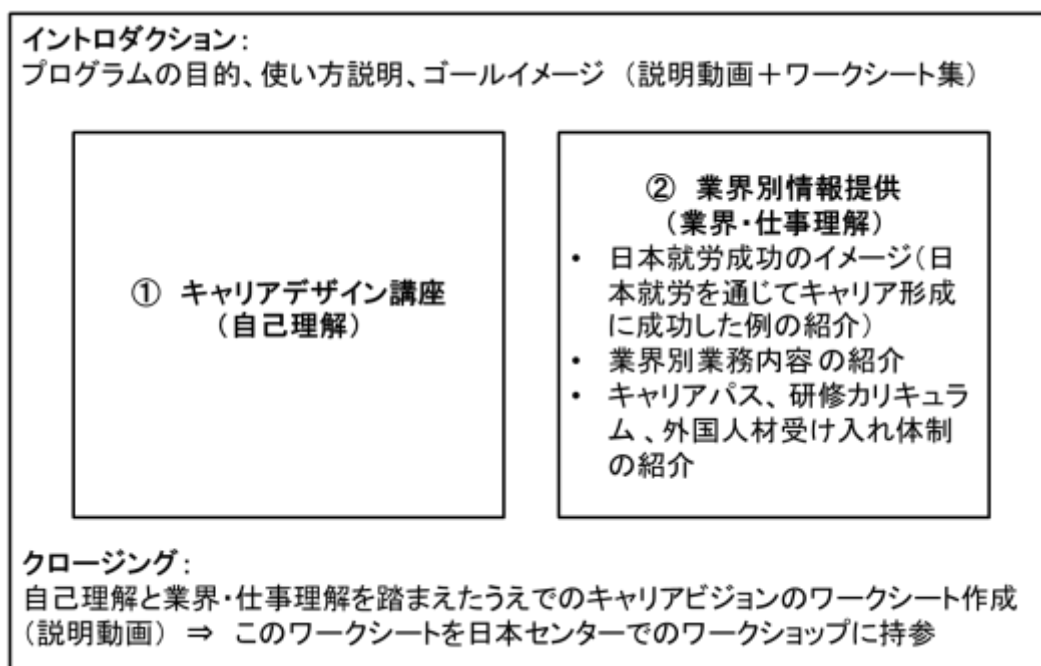 イントロダクション:
プログラムの目的、使い方説明、ゴールイメージ （説明動画＋ワークシート集）
① キャリアデザイン講座
（自己理解）
② 業界別情報提供
（業界・仕事理解）
• 日本就労成功のイメージ（日
本就労を通じてキャリア形成
に成功した例の紹介）
• 業界別業務内容の紹介
• キャリアパス、研修カリキュラ
ム、外国人材受け入れ体制
の紹介
クロージング:
自己理解と業界・仕事理解を踏まえたうえでのキャリアビジョンのワークシート作成
（説明動画） ⇒ このワークシートを日本センターでのワークショップに持参